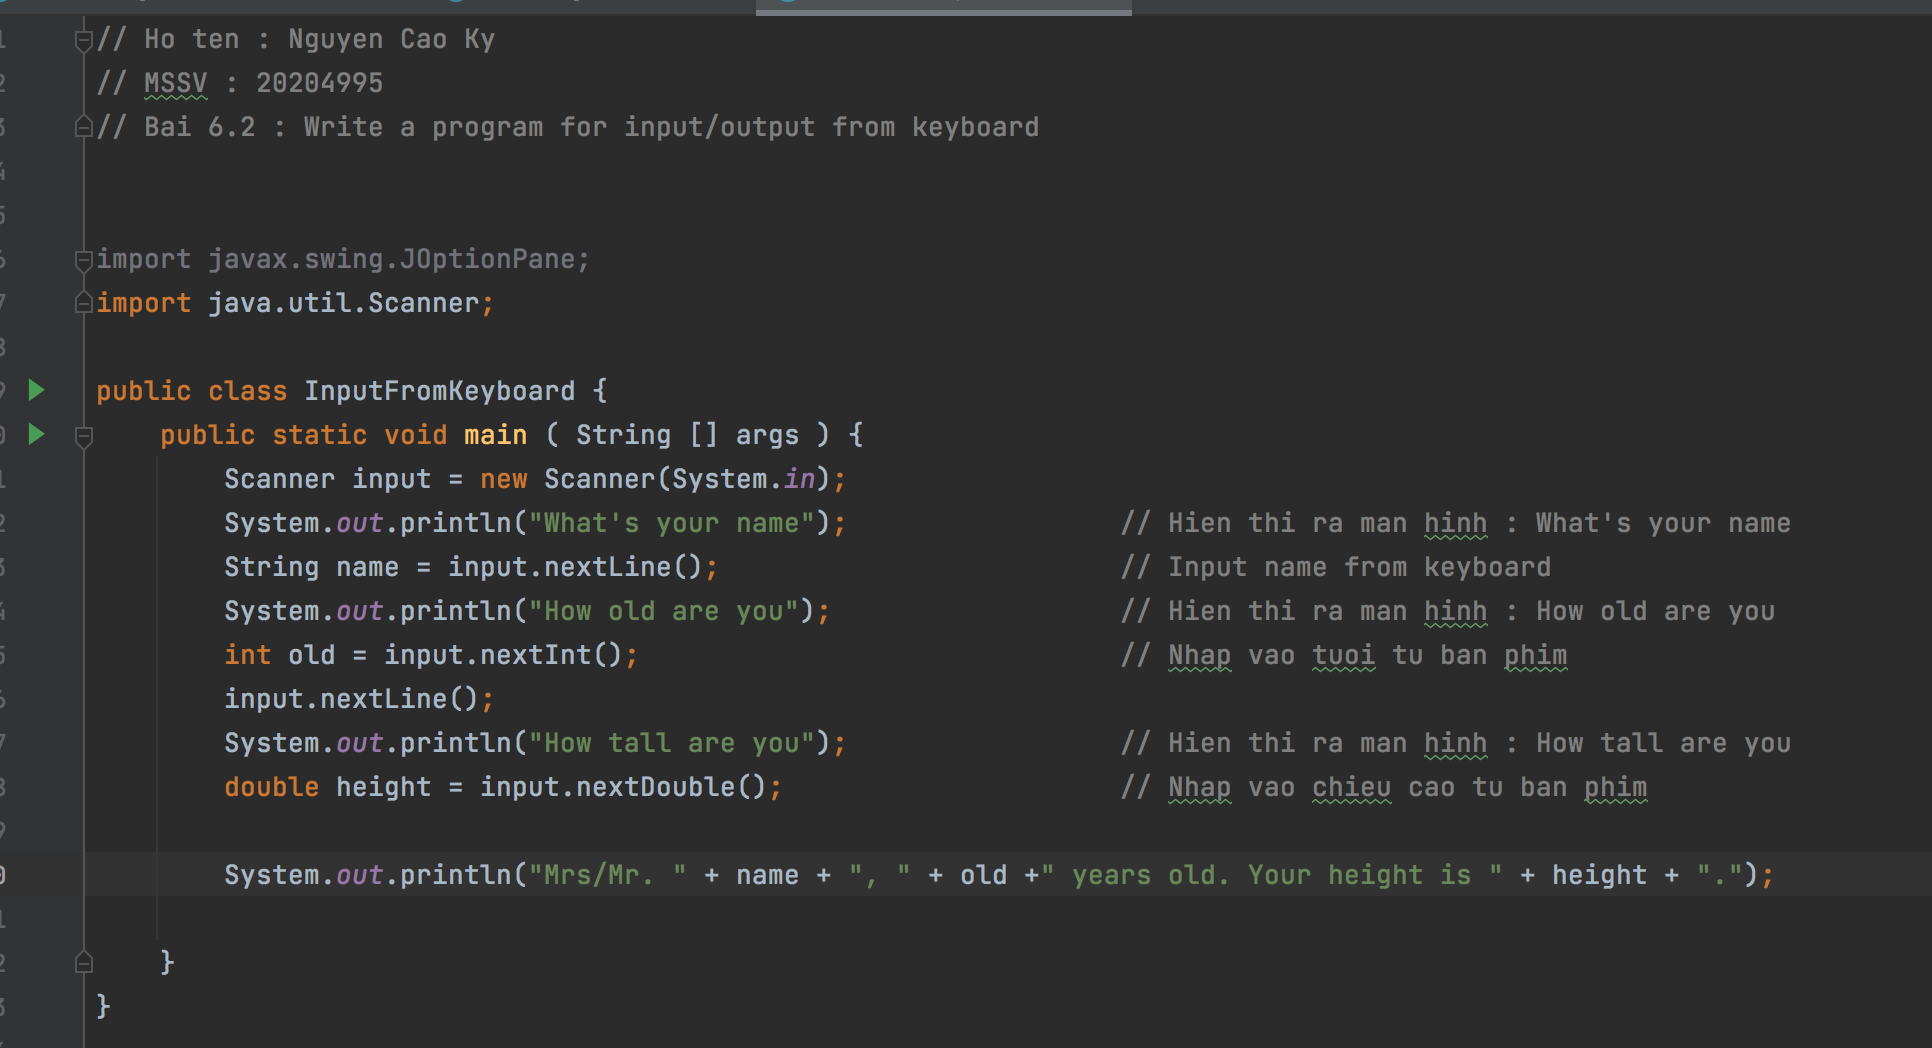 // Ho ten : Nguyen Cao Ky
// MSSV : 20204995
// Bai 6.2 : Write a program for input/output from keyboard
import javax.swing.JOptionPane;
import java.util.Scanner;
public class InputFromKeyboard {
public static void main ( String [] args ) {
Scanner input = new Scanner(System.in);
System.out.println("What's your name"); // Hien thi ra man hinh : What's your name
String name = input.nextLine(); // Input name from keyboard
System.out.println("How old are you"); // Hien thi ra man hinh : How old are you
int old = input.nextInt(); // Nhap vao tuoi tu ban phim
input.nextLine();
System.out.println("How tall are you"); // Hien thi ra man hinh : How tall are you
double height = input.nextDouble(); // Nhap vao chieu cao tu ban phim
System.out.println("Mrs/Mr. " + name + ", " + old +" years old. Your height is " + height + ".");
}
}